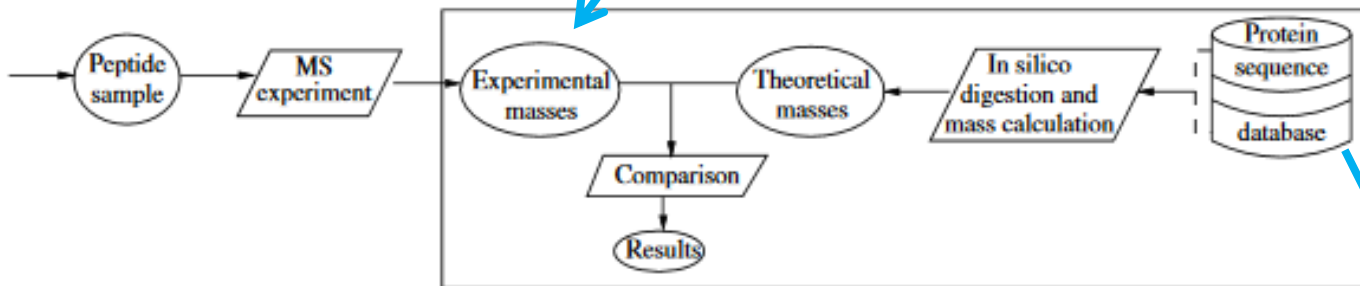 Peptide
sample
MS
experiment
Experimental
masses
Theoretical
masses
In silico
digestion and
mass calculation
Protein
sequence
database
Comparison
Results